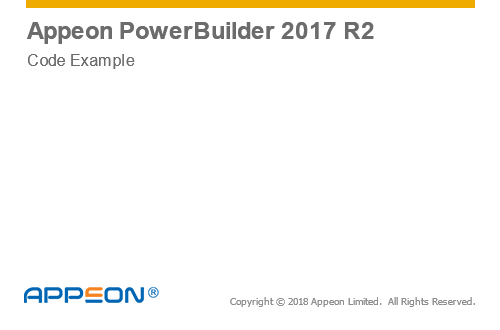 Appeon PowerBuilder 2017 R2
Code Example
APPEON®
Copyright © 2018 Appeon Limited. All Rights Reserved.